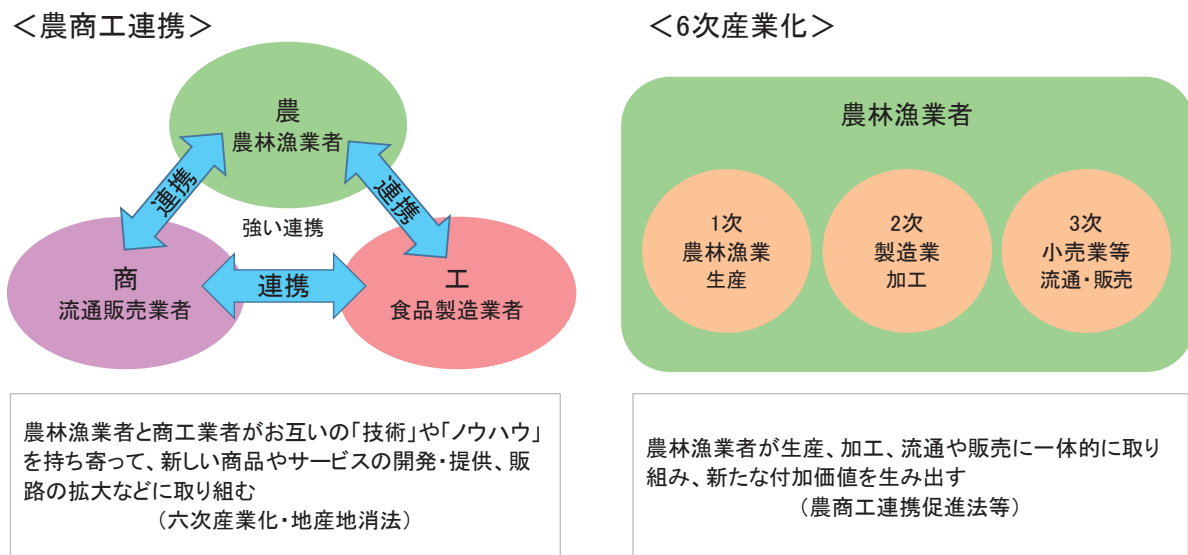 ＜農商工連携＞
農
農林漁業者
連携
連携
強い連携
商
流通販売業者
連携
工
食品製造業者
農林漁業者と商工業者がお互いの「技術」や「ノウハウ」
を持ち寄って、新しい商品やサービスの開発・提供、販
路の拡大などに取り組む
（六次産業化・地産地消法）
＜6次産業化＞
農林漁業者
1次
農林漁業
生産
2次
製造業
加工
3次
小売業等
流通・販売
農林漁業者が生産、加工、流通や販売に一体的に取り
組み、新たな付加価値を生み出す
（農商工連携促進法等）